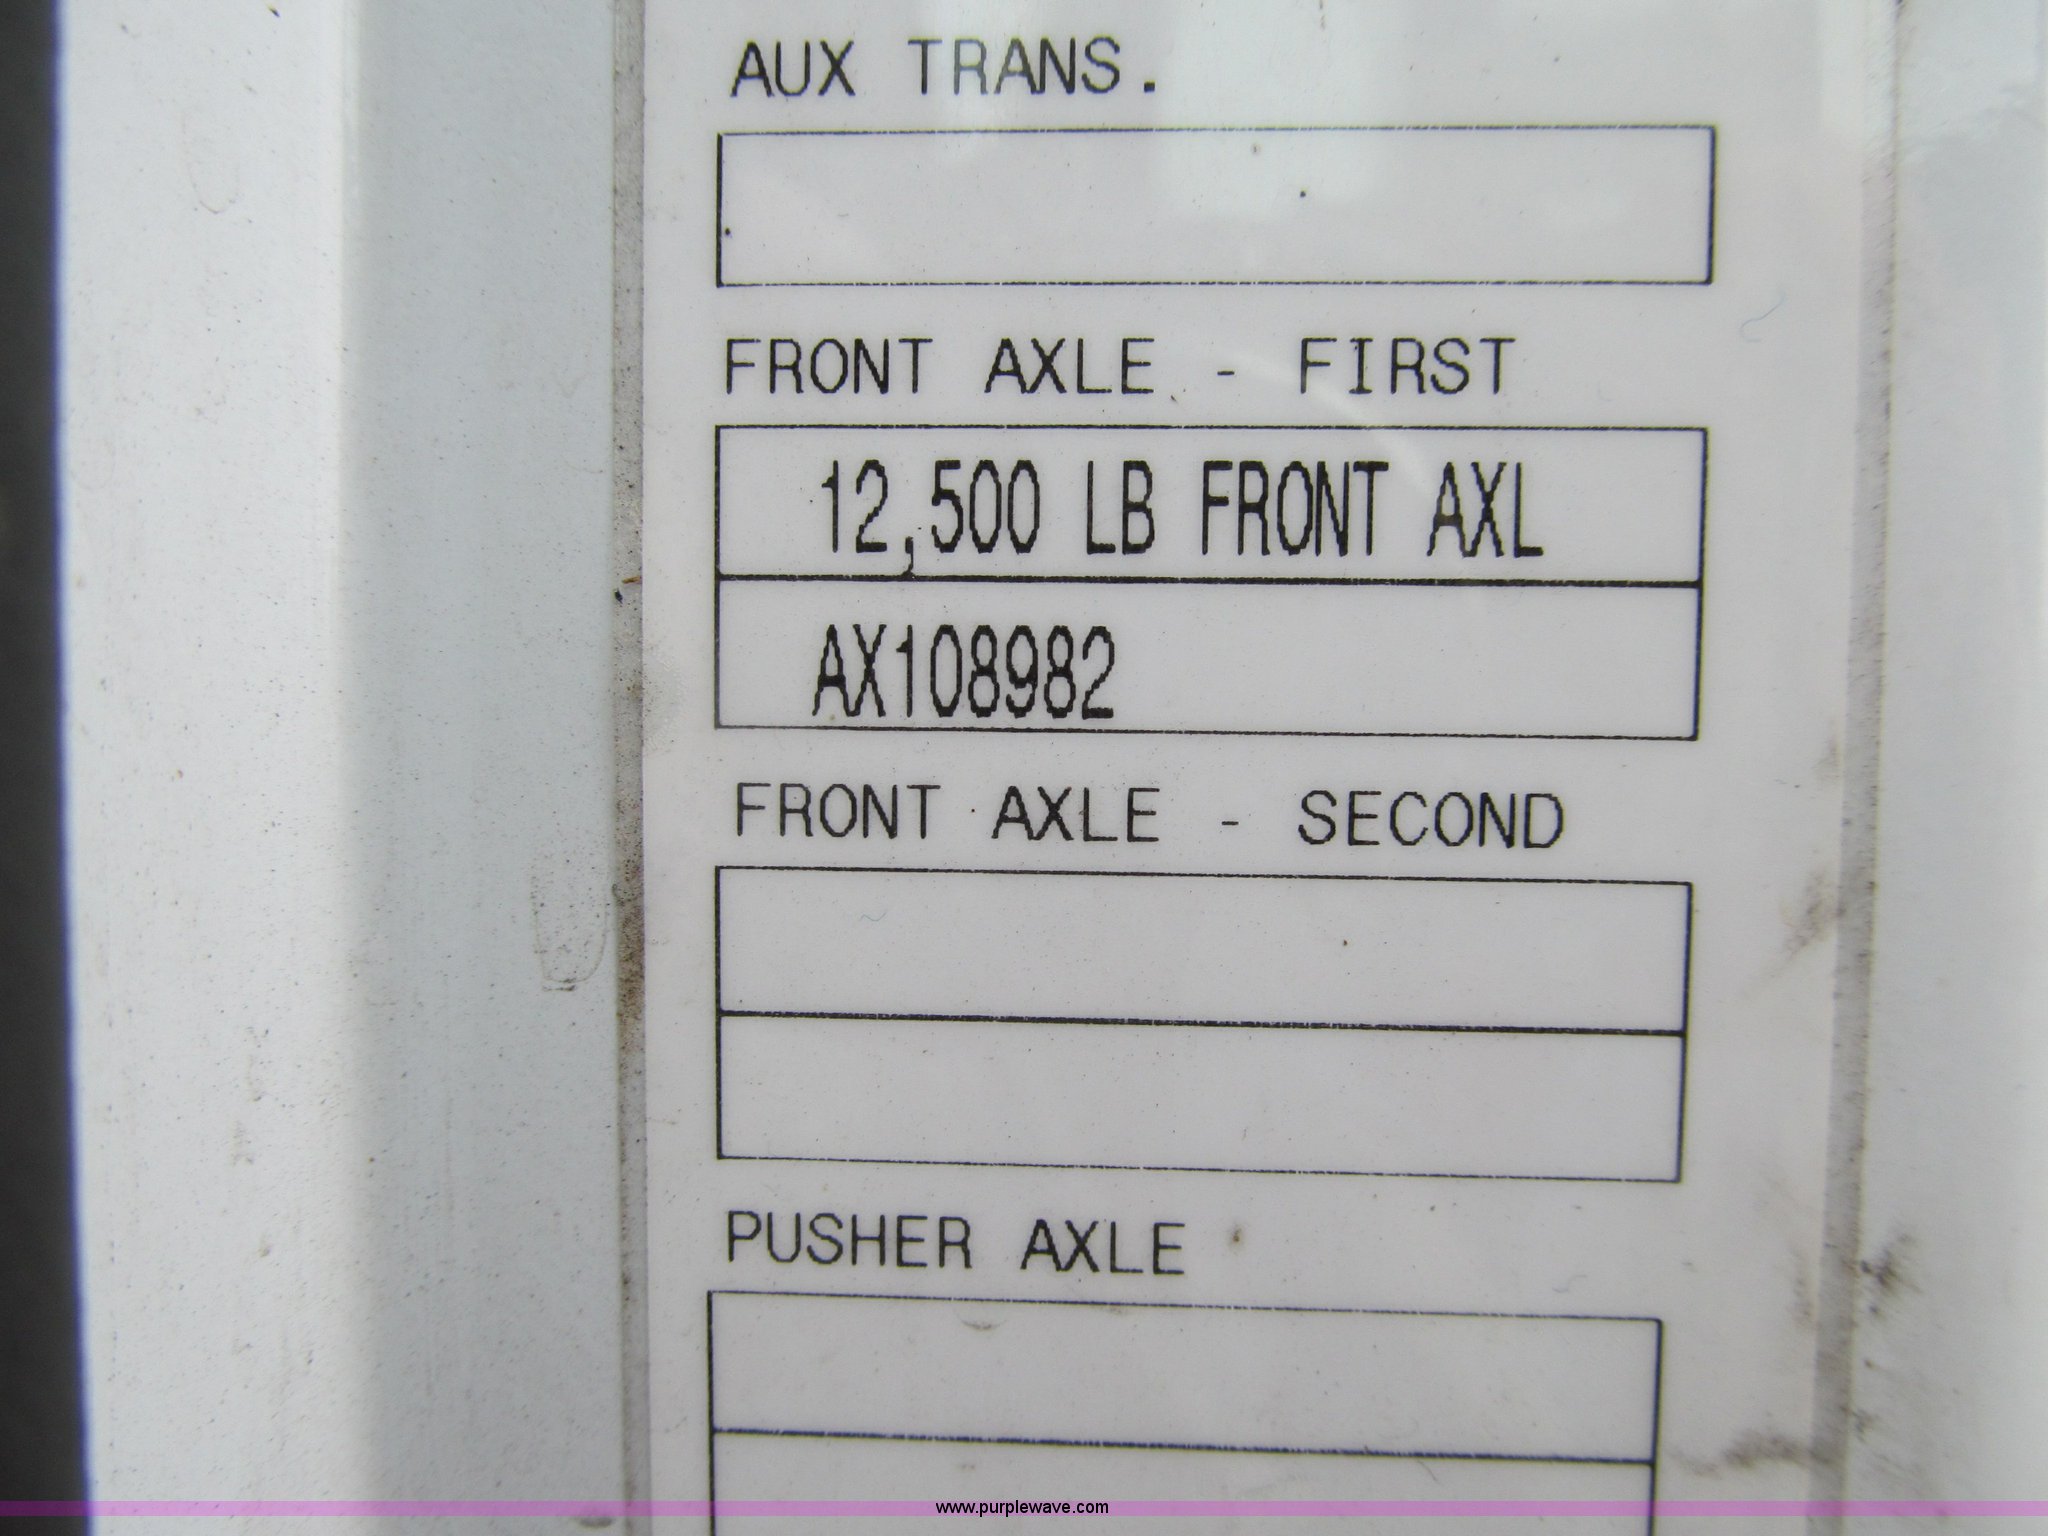 AUX TRANS.
FRONT AXLE - FIRST
12,500 LB FRONT AXL
AX108982
FRONT AXLE - SECOND
PUSHER AXLE
www.purplewave.com